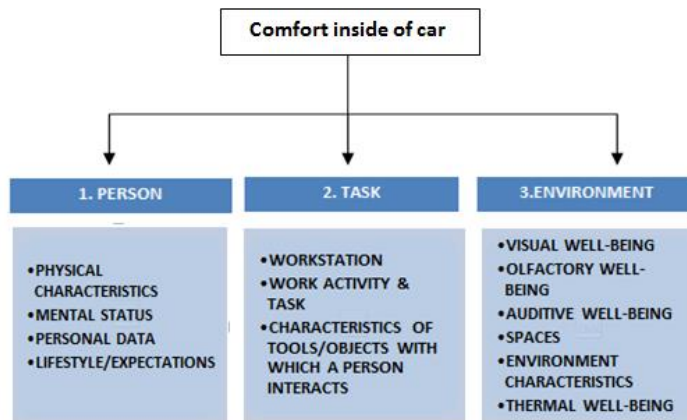 Comfort inside of car
1. PERSON
•PHYSICAL
CHARACTERISTICS
•MENTAL STATUS
•PERSONAL DATA
•LIFESTYLE/EXPECTATIONS
2. TASK
•WORKSTATION
•WORK ACTIVITY &
TASK
•CHARACTERISTICS OF
TOOLS/OBJECTS WITH
WHICH A PERSON
INTERACTS
3.ENVIRONMENT
•VISUAL WELL-BEING
•OLFACTORY WELL-
BEING
•AUDITIVE WELL-BEING
•SPACES
•ENVIRONMENT
CHARACTERISTICS
•THERMAL WELL-BEING